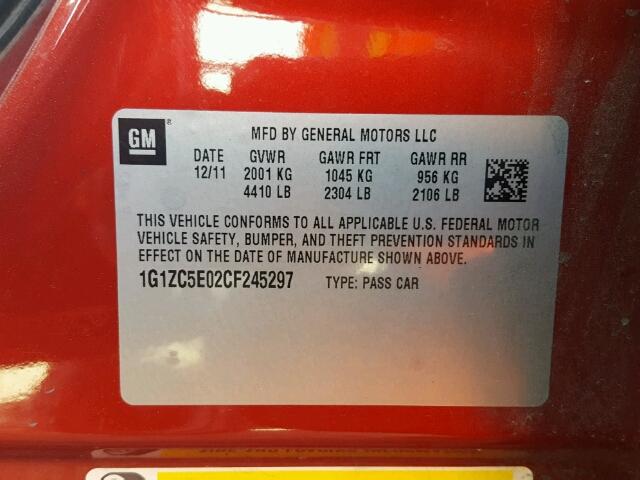 GM ®
MFD BY GENERAL MOTORS LLC
DATE GVWR GAWR FRT GAWR RR
12/11 2001 KG 1045 KG 956 KG
4410 LB 2304 LB 2106 LB
THIS VEHICLE CONFORMS TO ALL APPLICABLE U.S. FEDERAL MOTOR
VEHICLE SAFETY, BUMPER, AND THEFT PREVENTION STANDARDS IN
EFFECT ON THE DATE OF MANUFACTURE SHOWN ABOVE.
1G1ZC5E02CF245297 TYPE: PASS CAR